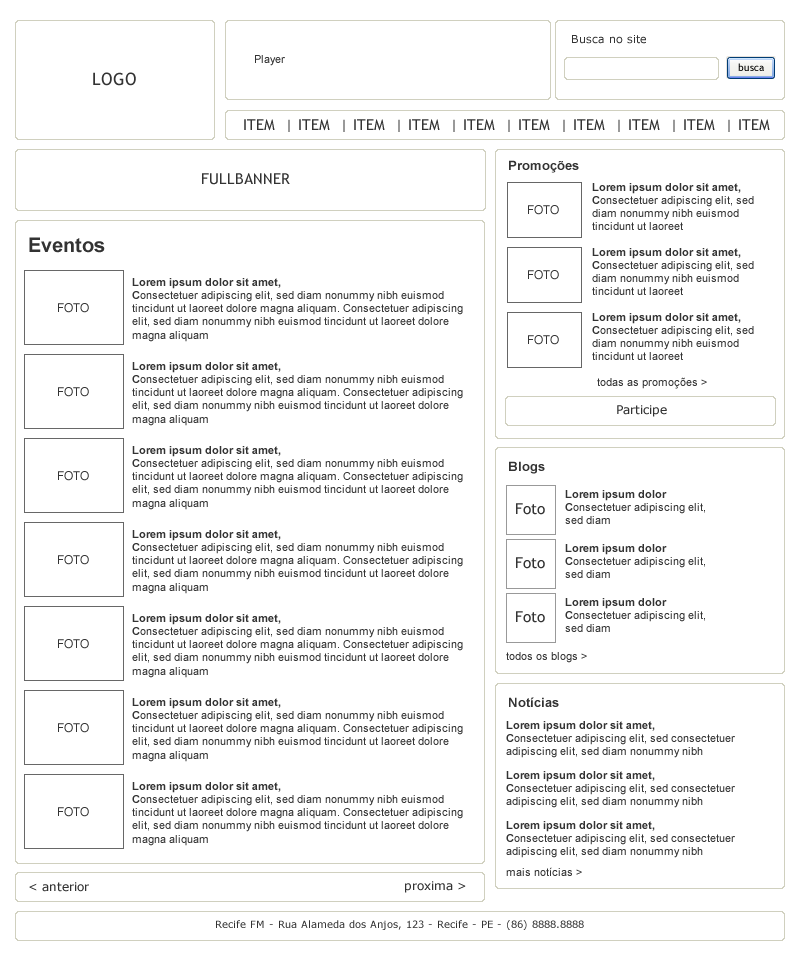 LOGO
Player
Busca no site
busca
ITEM | ITEM | ITEM | ITEM | ITEM | ITEM | ITEM | ITEM | ITEM | ITEM
FULLBANNER
Eventos
FOTO
Lorem ipsum dolor sit amet,
Consectetuer adipiscing elit, sed diam nonummy nibh euismod
tincidunt ut laoreet dolore magna aliquam. Consectetuer adipiscing
elit, sed diam nonummy nibh euismod tincidunt ut laoreet dolore
magna aliquam
FOTO
Lorem ipsum dolor sit amet,
Consectetuer adipiscing elit, sed diam nonummy nibh euismod
tincidunt ut laoreet dolore magna aliquam. Consectetuer adipiscing
elit, sed diam nonummy nibh euismod tincidunt ut laoreet dolore
magna aliquam
FOTO
Lorem ipsum dolor sit amet,
Consectetuer adipiscing elit, sed diam nonummy nibh euismod
tincidunt ut laoreet dolore magna aliquam. Consectetuer adipiscing
elit, sed diam nonummy nibh euismod tincidunt ut laoreet dolore
magna aliquam
FOTO
Lorem ipsum dolor sit amet,
Consectetuer adipiscing elit, sed diam nonummy nibh euismod
tincidunt ut laoreet dolore magna aliquam. Consectetuer adipiscing
elit, sed diam nonummy nibh euismod tincidunt ut laoreet dolore
magna aliquam
FOTO
Lorem ipsum dolor sit amet,
Consectetuer adipiscing elit, sed diam nonummy nibh euismod
tincidunt ut laoreet dolore magna aliquam. Consectetuer adipiscing
elit, sed diam nonummy nibh euismod tincidunt ut laoreet dolore
magna aliquam
FOTO
Lorem ipsum dolor sit amet,
Consectetuer adipiscing elit, sed diam nonummy nibh euismod
tincidunt ut laoreet dolore magna aliquam. Consectetuer adipiscing
elit, sed diam nonummy nibh euismod tincidunt ut laoreet dolore
magna aliquam
FOTO
Lorem ipsum dolor sit amet,
Consectetuer adipiscing elit, sed diam nonummy nibh euismod
tincidunt ut laoreet dolore magna aliquam. Consectetuer adipiscing
elit, sed diam nonummy nibh euismod tincidunt ut laoreet dolore
magna aliquam
< anterior
proxima >
Promoções
FOTO
Lorem ipsum dolor sit amet,
Consectetuer adipiscing elit, sed
diam nonummy nibh euismod
tincidunt ut laoreet
FOTO
Lorem ipsum dolor sit amet,
Consectetuer adipiscing elit, sed
diam nonummy nibh euismod
tincidunt ut laoreet
FOTO
Lorem ipsum dolor sit amet,
Consectetuer adipiscing elit, sed
diam nonummy nibh euismod
tincidunt ut laoreet
todas as promoções >
Participe
Blogs
Foto
Lorem ipsum dolor
Consectetuer adipiscing elit,
sed diam
Foto
Lorem ipsum dolor
Consectetuer adipiscing elit,
sed diam
Foto
Lorem ipsum dolor
Consectetuer adipiscing elit,
sed diam
todos os blogs >
Notícias
Lorem ipsum dolor sit amet,
Consectetuer adipiscing elit, sed consectetuer
adipiscing elit, sed diam nonummy nibh
Lorem ipsum dolor sit amet,
Consectetuer adipiscing elit, sed consectetuer
adipiscing elit, sed diam nonummy nibh
Lorem ipsum dolor sit amet,
Consectetuer adipiscing elit, sed consectetuer
adipiscing elit, sed diam nonummy nibh
mais notícias >
Recife FM - Rua Alameda dos Anjos, 123 - Recife - PE - (86) 8888.8888